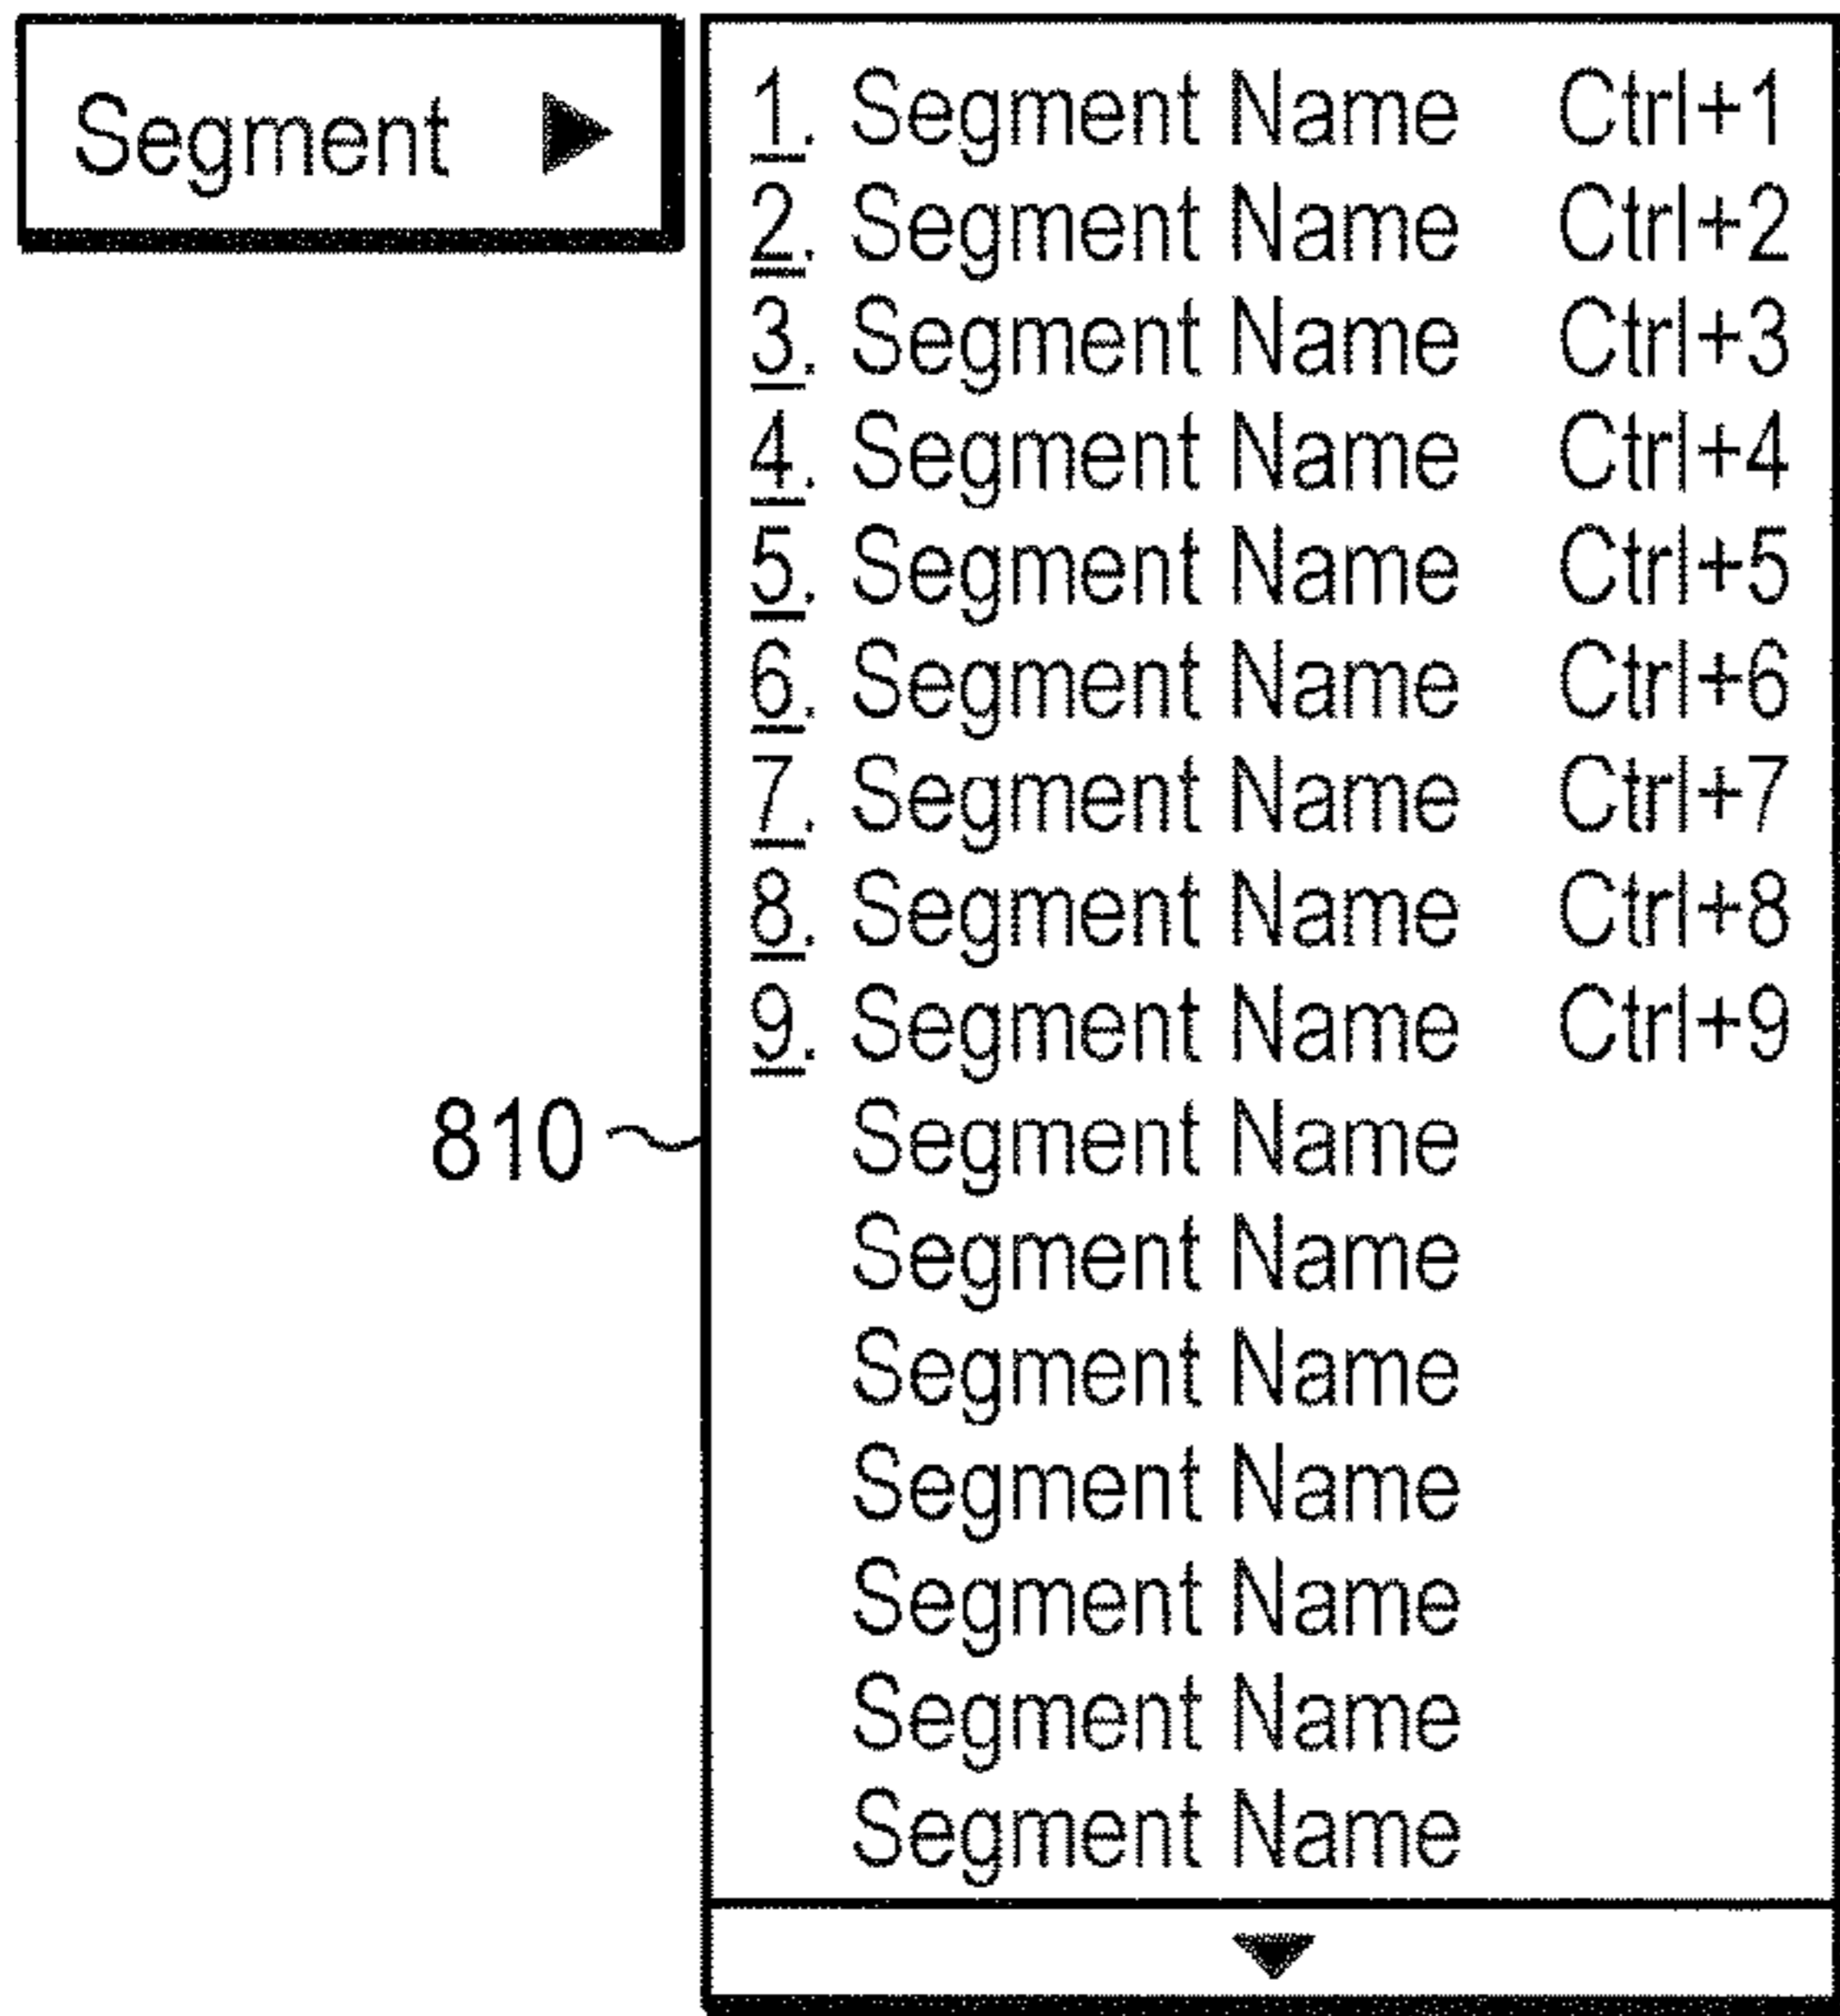 Segment
1. Segment Name Ctrl+1
2. Segment Name Ctrl+2
3. Segment Name Ctrl+3
4. Segment Name Ctrl+4
5. Segment Name Ctrl+5
6. Segment Name Ctrl+6
7. Segment Name Ctrl+7
8. Segment Name Ctrl+8
9. Segment Name Ctrl+9
810 Segment Name
Segment Name
Segment Name
Segment Name
Segment Name
Segment Name
Segment Name